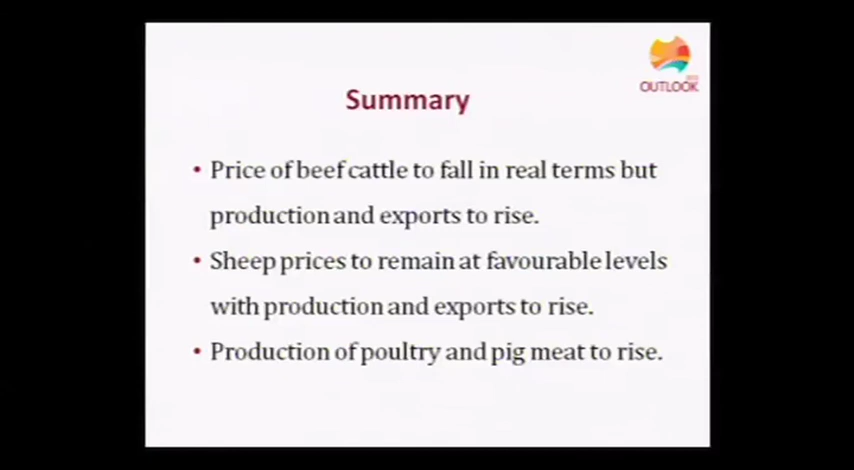 OUTLOOK
Summary
• Price of beef cattle to fall in real terms but
production and exports to rise.
• Sheep prices to remain at favourable levels
with production and exports to rise.
• Production of poultry and pig meat to rise.